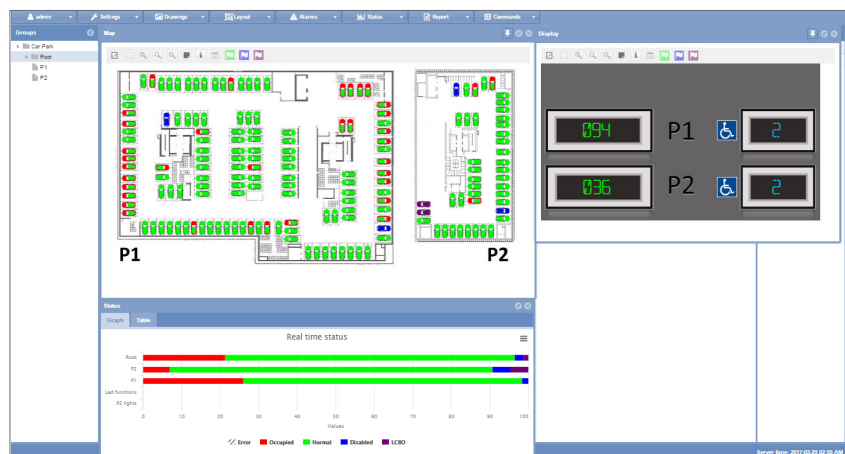 admin Settings Drawings Layout Alarms Status Report Commands
Groups
Car Park
Root
P1
P2
Map
P1
P2
Display
094 P1 2
036 P2 2
Status
Graph Table
Real time status
Root
P2
P1
Led functions
P2 lights
0 10 20 30 40 50 60 70 80 90 100
Values
Error Occupied Normal Disabled LCBO
Server time: 2017-03-29 02:55 AM